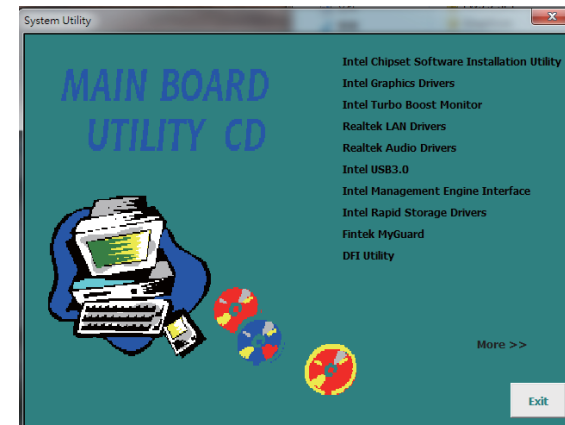 System Utility
MAIN BOARD
UTILITY CD
Intel Chipset Software Installation Utility
Intel Graphics Drivers
Intel Turbo Boost Monitor
Realtek LAN Drivers
Realtek Audio Drivers
Intel USB3.0
Intel Management Engine Interface
Intel Rapid Storage Drivers
Fintek MyGuard
DFI Utility
More >>
Exit